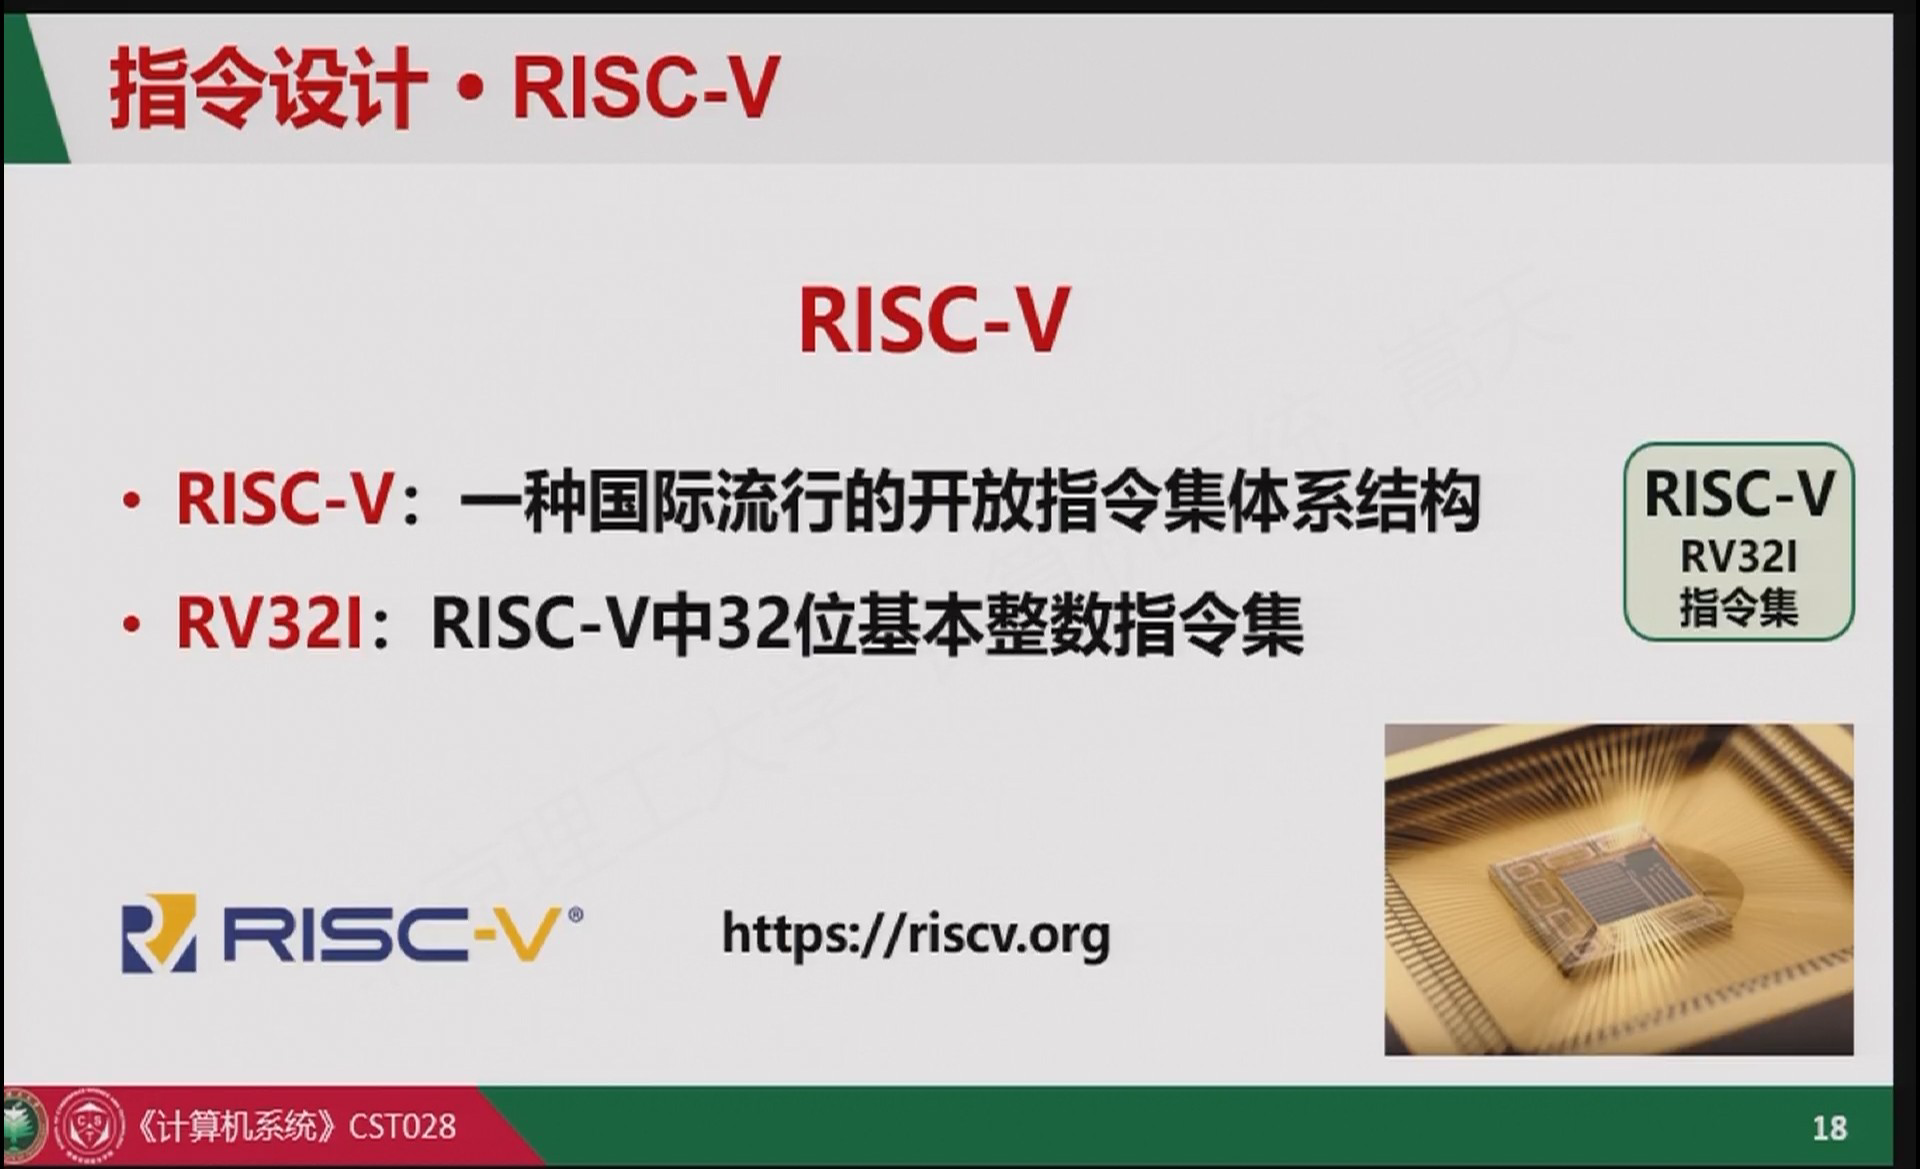 指令设计 • RISC-V
RISC-V
• RISC-V：一种国际流行的开放指令集体系结构
• RV32I：RISC-V中32位基本整数指令集
RISC-V
RV32I
指令集
RISC-V®
https://riscv.org
《计算机系统》CST028
18